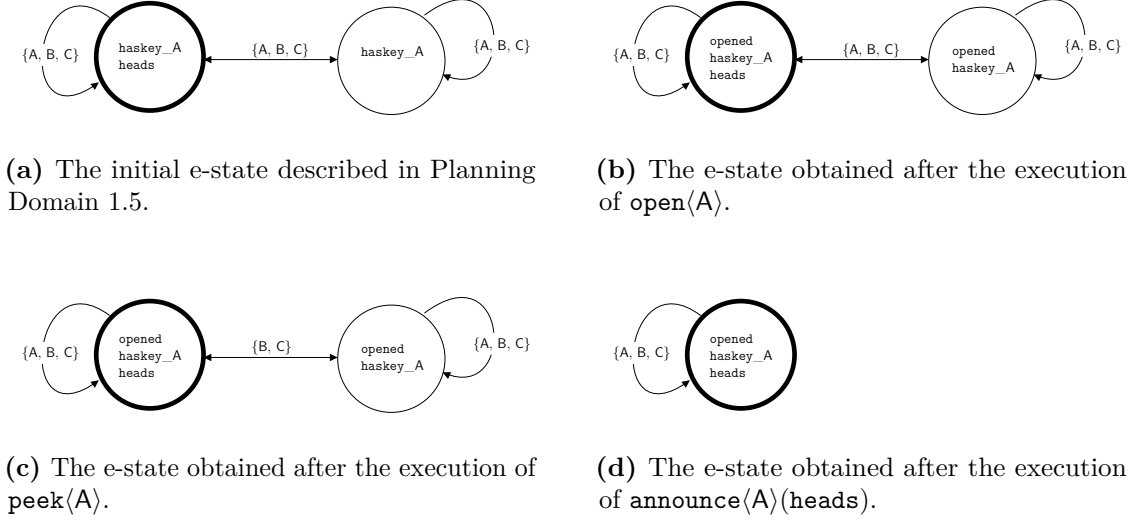 {A, B, C}
haskey_A
heads
{A, B, C}
haskey_A
{A, B, C}
(a) The initial e-state described in Planning
Domain 1.5.
{A, B, C}
opened
haskey_A
heads
{A, B, C}
opened
haskey_A
{A, B, C}
(b) The e-state obtained after the execution
of open⟨A⟩.
{A, B, C}
opened
haskey_A
heads
{B, C}
opened
haskey_A
{A, B, C}
(c) The e-state obtained after the execution of
peek⟨A⟩.
{A, B, C}
opened
haskey_A
heads
(d) The e-state obtained after the execution
of announce⟨A⟩(heads).